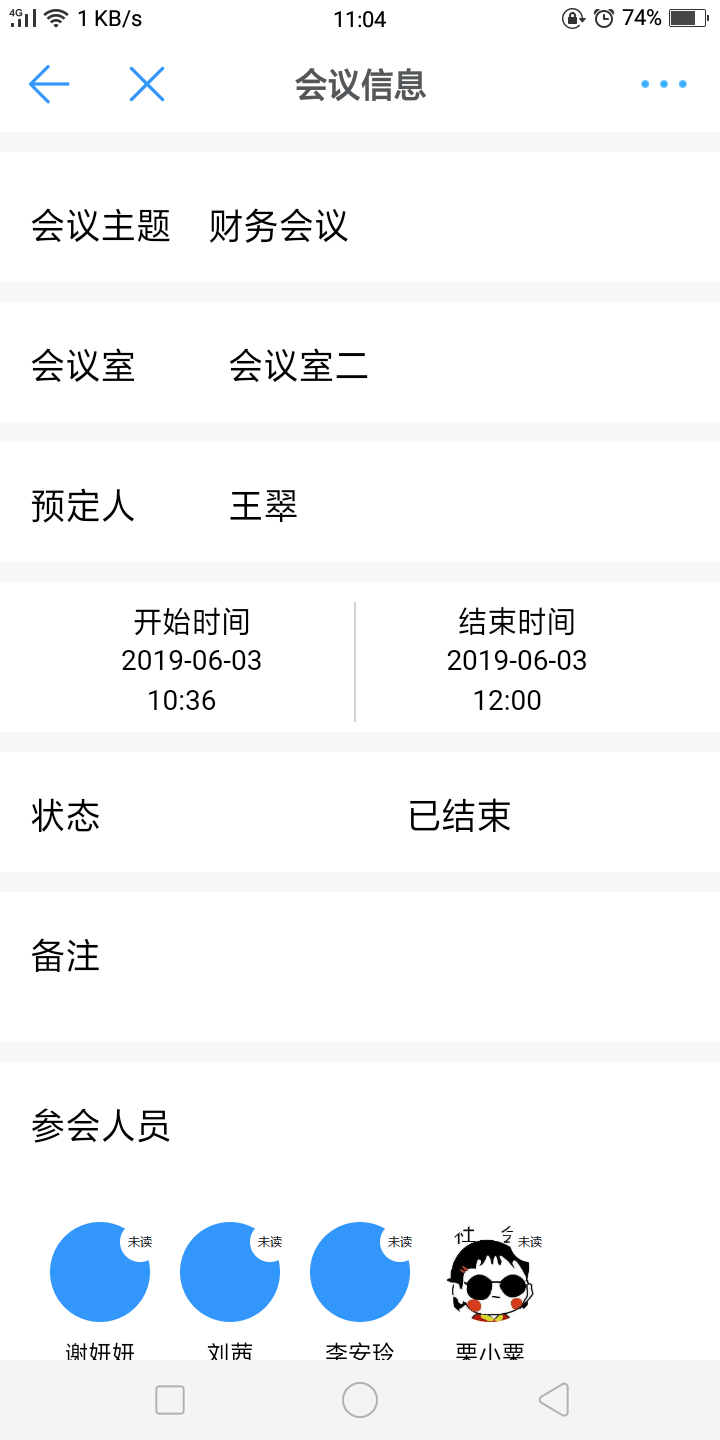 4G 1 KB/s 11:04 74%
会议信息
会议主题 财务会议
会议室 会议室二
预定人 王翠
开始时间 结束时间
2019-06-03 2019-06-03
10:36 12:00
状态 已结束
备注
参会人员
未读 未读 未读 未读
谢妍妍 刘茜 李安玲 栗小粟